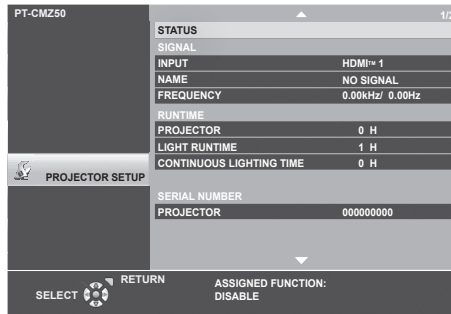 PT-CMZ50
1/2
STATUS
SIGNAL
INPUT HDMI™ 1
NAME NO SIGNAL
FREQUENCY 0.00kHz/ 0.00Hz
RUNTIME
PROJECTOR 0 H
LIGHT RUNTIME 1 H
CONTINUOUS LIGHTING TIME 0 H
PROJECTOR SETUP
SERIAL NUMBER
PROJECTOR 000000000
RETURN
SELECT
ASSIGNED FUNCTION:
DISABLE